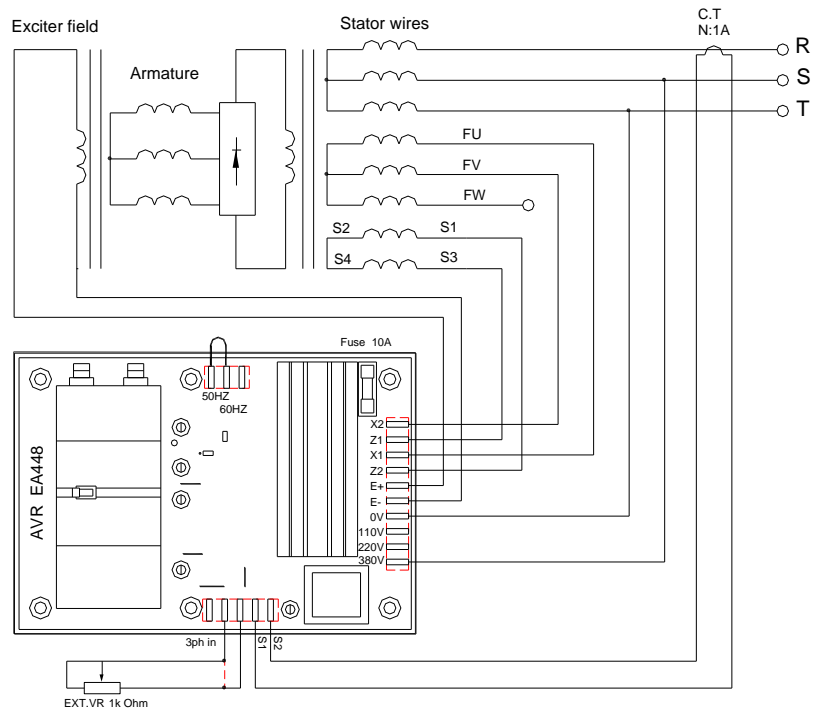 Exciter field
Stator wires
C.T
N:1A
R
Armature
S
T
FU
FV
FW
S2
S1
S4
S3
Fuse 10A
50HZ
60HZ
X2
Z1
X1
Z2
E+
E-
0V
110V
220V
380V
AVR EA448
3ph in
S1
S2
EXT.VR 1k Ohm